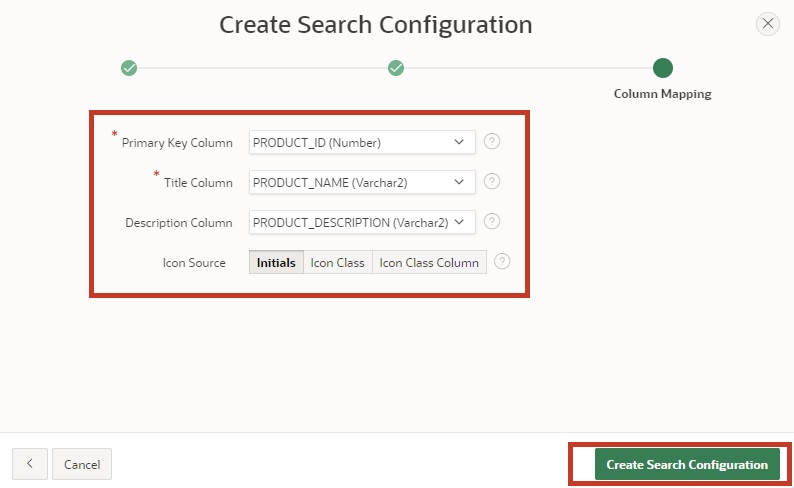 Create Search Configuration
Column Mapping
* Primary Key Column PRODUCT_ID (Number) ?
* Title Column PRODUCT_NAME (Varchar2) ?
Description Column PRODUCT_DESCRIPTION (Varchar2) ?
Icon Source Initials Icon Class Icon Class Column ?
Cancel Create Search Configuration